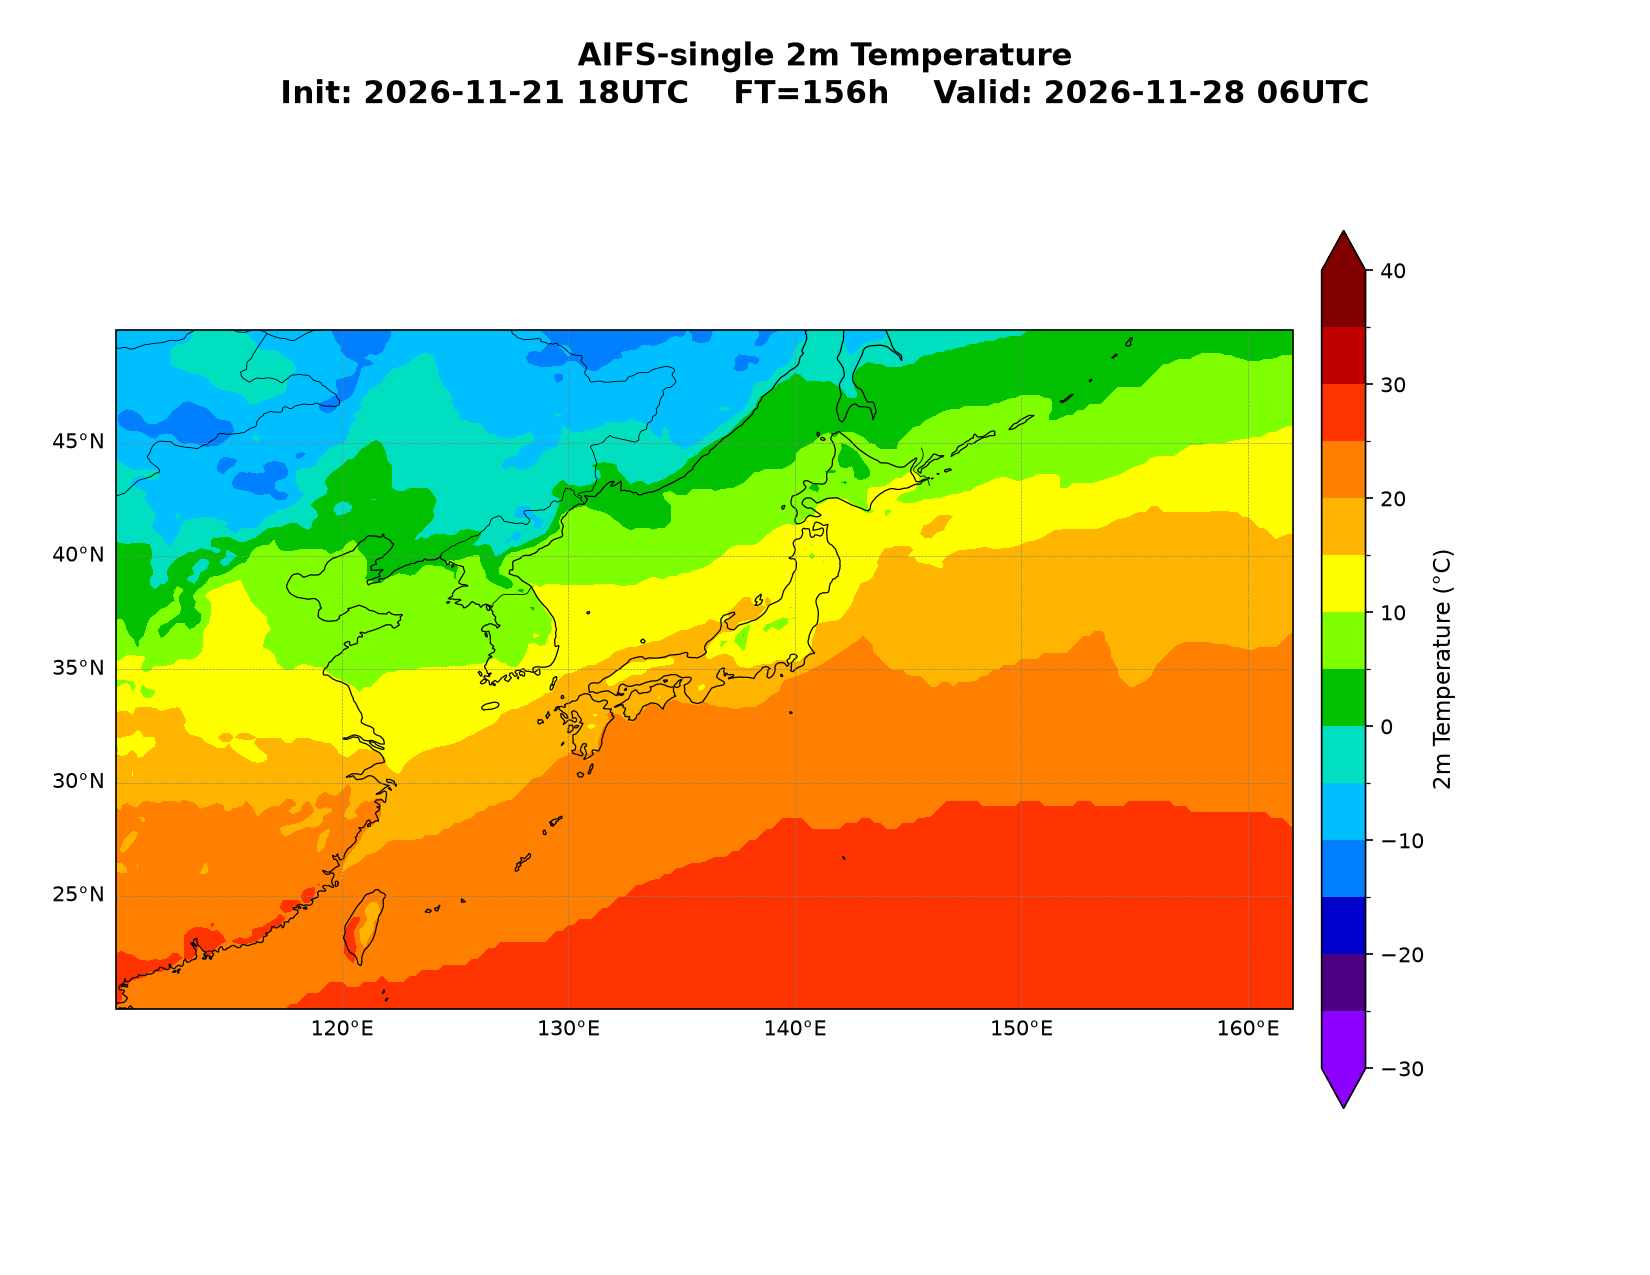 AIFS-single 2m Temperature
Init: 2026-11-21 18UTC    FT=156h    Valid: 2026-11-28 06UTC
45°N
40°N
35°N
30°N
25°N
120°E
130°E
140°E
150°E
160°E
40
30
20
10
0
−10
−20
−30
2m Temperature (°C)